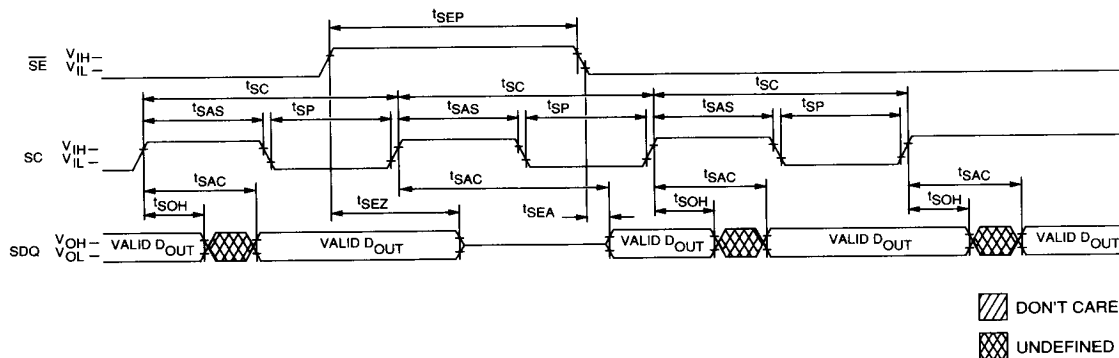 tSEP
SE VIH
VIL
tSC tSC tSC
tSAS tSP tSAS tSP tSAS tSP
SC VIH
VIL
tSAC tSAC tSAC tSAC
tSOH tSEZ tSEA tSOH tSOH
SDQ VOH
VOL
VALID DOUT VALID DOUT VALID DOUT VALID DOUT VALID DOUT
DON'T CARE
UNDEFINED